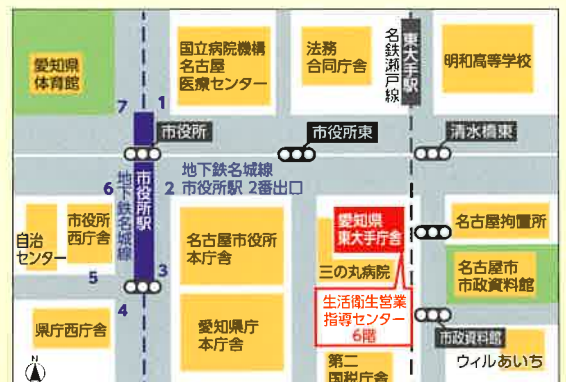 愛知県
体育館
国立病院機構
名古屋
医療センター
法務
合同庁舎
名鉄瀬戸線
東大手駅
明和高等学校
7
1
市役所
市役所東
清水橋東
地下鉄名城線
市役所駅 2番出口
6
地下鉄名城線
市役所駅
2
自治
センター
市役所
西庁舎
名古屋市役所
本庁舎
愛知県
東大手庁舎
三の丸病院
名古屋拘置所
名古屋市
市政資料館
5
3
4
生活衛生営業
指導センター
6階
県庁西庁舎
愛知県庁
本庁舎
市政資料館
ウィルあいち
第二
国税庁舎
N